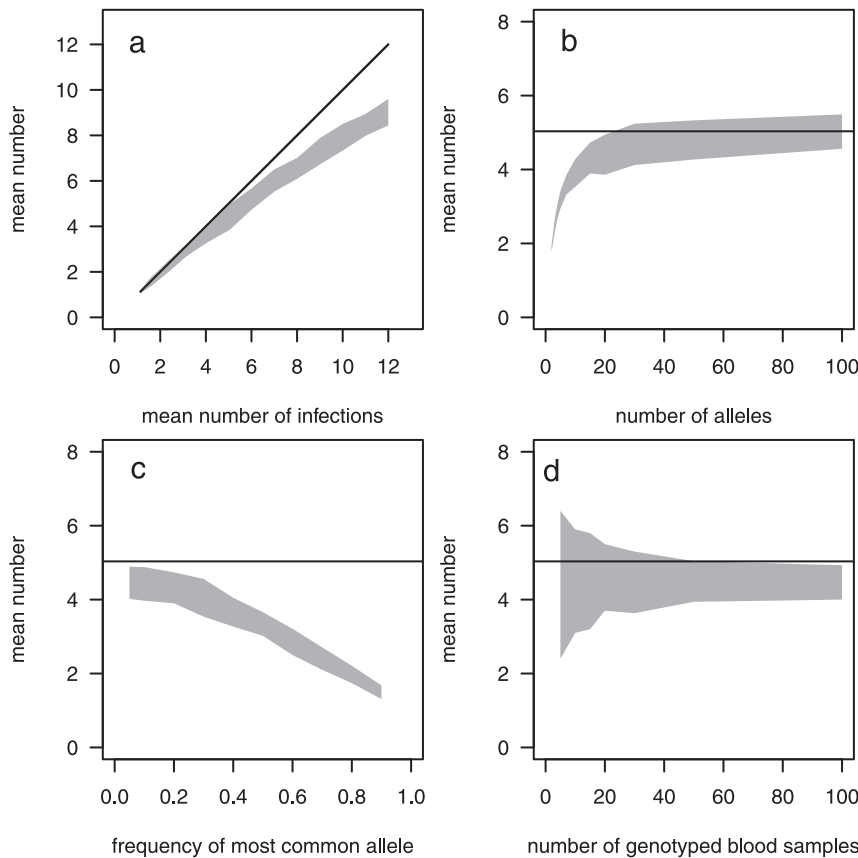 a
mean number
12
10
8
6
4
2
0
0 2 4 6 8 10 12
mean number of infections
b
mean number
8
6
4
2
0
0 20 40 60 80 100
number of alleles
c
mean number
8
6
4
2
0
0.0 0.2 0.4 0.6 0.8 1.0
frequency of most common allele
d
mean number
8
6
4
2
0
0 20 40 60 80 100
number of genotyped blood samples